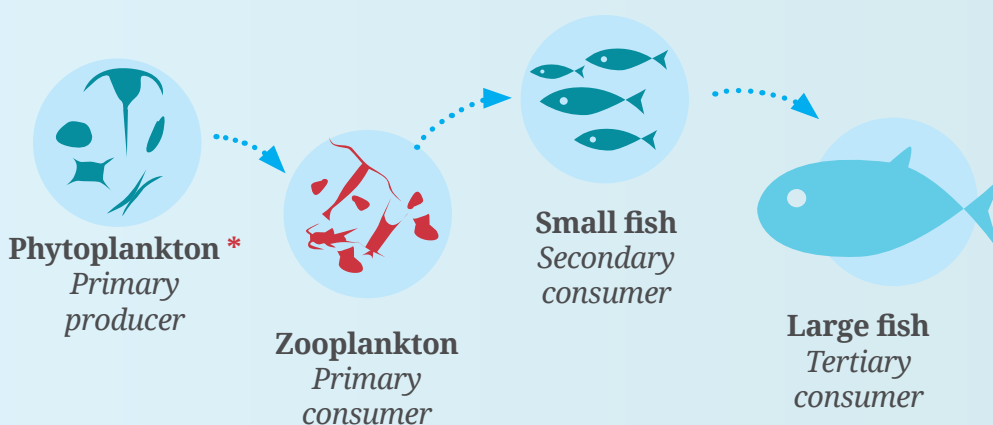 Phytoplankton *
Primary
producer
Zooplankton
Primary
consumer
Small fish
Secondary
consumer
Large fish
Tertiary
consumer